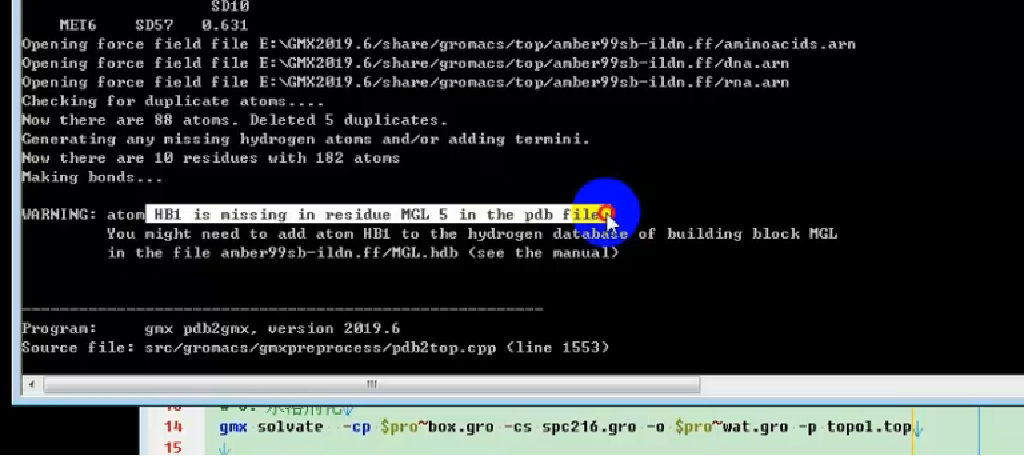 SD10
MET6 SD57 0.631
Opening force field file E:\GMX2019.6/share/gromacs/top/amber99sb-ildn.ff/aminoacids.arn
Opening force field file E:\GMX2019.6/share/gromacs/top/amber99sb-ildn.ff/dna.arn
Opening force field file E:\GMX2019.6/share/gromacs/top/amber99sb-ildn.ff/rna.arn
Checking for duplicate atoms....
Now there are 88 atoms. Deleted 5 duplicates.
Generating any missing hydrogen atoms and/or adding termini.
Now there are 10 residues with 182 atoms
Making bonds...
WARNING: atom HB1 is missing in residue MGL 5 in the pdb file
You might need to add atom HB1 to the hydrogen database of building block MGL
in the file amber99sb-ildn.ff/MGL.hdb (see the manual)
-------------------------------------------------------
Program: gmx pdb2gmx, version 2019.6
Source file: src/gromacs/gmxpreprocess/pdb2top.cpp (line 1553)
14 gmx solvate -cp $pro~box.gro -cs spc216.gro -o $pro~wat.gro -p topol.top↓
15 ↓